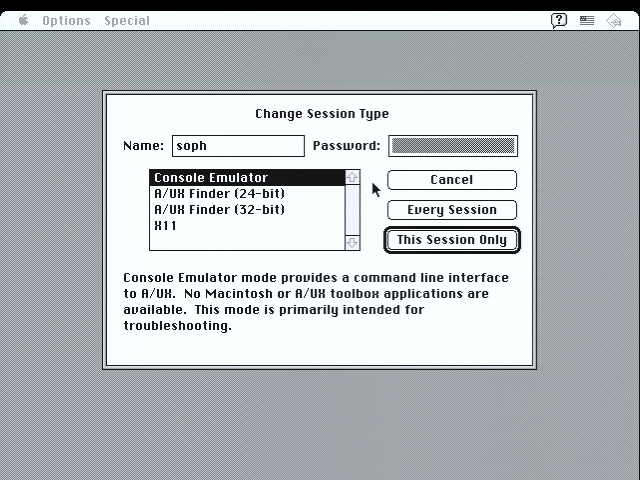 Options Special
Change Session Type
Name: soph Password:
Console Emulator
A/UX Finder (24-bit)
A/UX Finder (32-bit)
X11
Cancel
Every Session
This Session Only
Console Emulator mode provides a command line interface
to A/UX. No Macintosh or A/UX toolbox applications are
available. This mode is primarily intended for
troubleshooting.